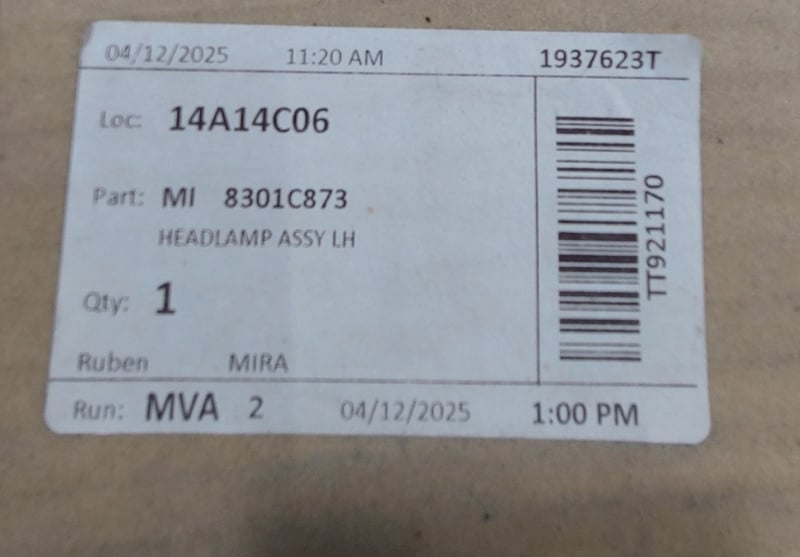 04/12/2025 11:20 AM 1937623T
Loc: 14A14C06
Part: MI 8301C873
HEADLAMP ASSY LH
Qty: 1
Ruben MIRA
TT921170
Run: MVA 2 04/12/2025 1:00 PM